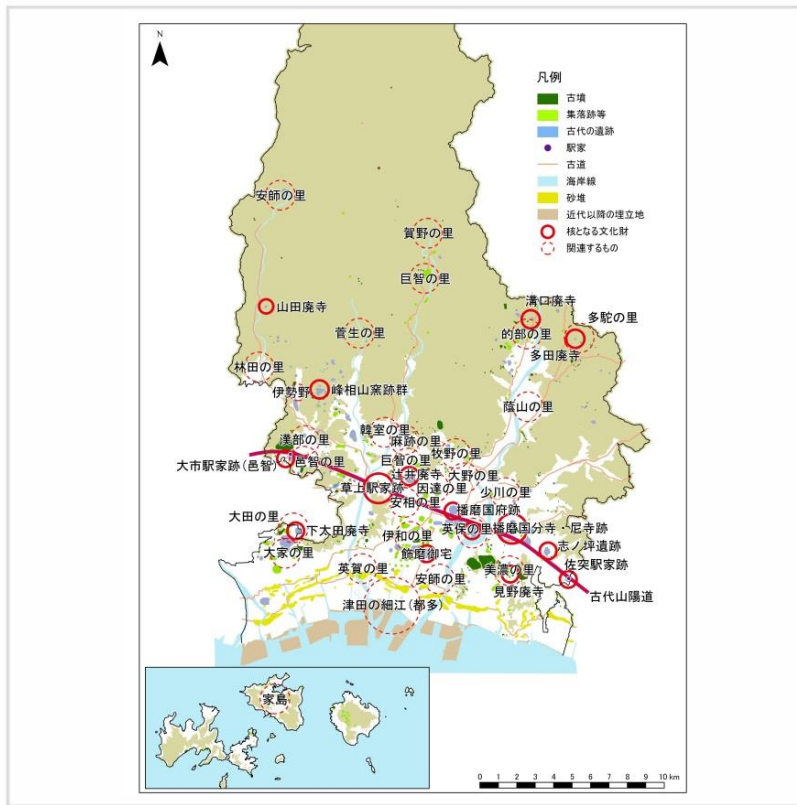 N
凡例
古墳
集落跡等
古代の遺跡
駅家
古道
海岸線
砂堆
近代以降の埋立地
核となる文化財
関連するもの
安師の里
賀野の里
巨智の里
山田廃寺
溝口廃寺
多駝の里
菅生の里
的部の里
多田廃寺
林田の里
伊勢野
峰相山窯跡群
蔭山の里
漢部の里
韓室の里
麻跡の里
牧野の里
大市駅家跡(邑智)
邑智の里
巨智の里
辻井廃寺
大野の里
草上駅家跡
因達の里
少川の里
安相の里
播磨国府跡
大田の里
下太田廃寺
伊和の里
英保の里
播磨国分寺・尼寺跡
大家の里
飾磨御宅
志ノ坪遺跡
英賀の里
安師の里
美濃の里
佐突駅家跡
見野廃寺
古代山陽道
津田の細江(都多)
家島
0 1 2 3 4 5 6 7 8 9 10 km